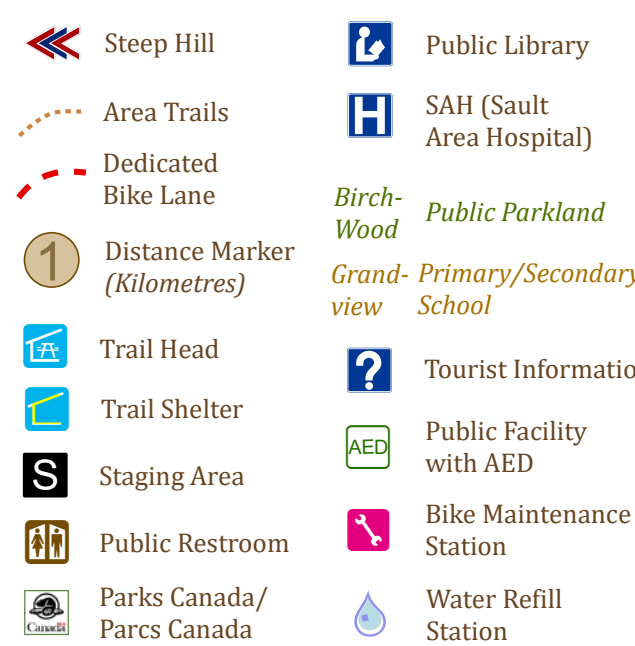 Steep Hill
Area Trails
Dedicated
Bike Lane
1
Distance Marker
(Kilometres)
Trail Head
Trail Shelter
S
Staging Area
Public Restroom
Canada
Parks Canada/
Parcs Canada
Public Library
H
SAH (Sault
Area Hospital)
Birch-
Wood
Public Parkland
Grand-
view
Primary/Secondary
School
?
Tourist Informatio
AED
Public Facility
with AED
Bike Maintenance
Station
Water Refill
Station